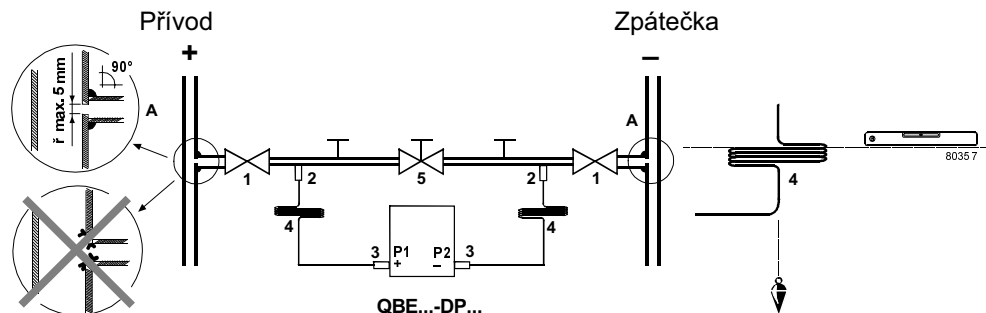 Přívod
Zpátečka
+
–
ř max. 5 mm
90°
A
A
1
2
5
2
1
4
4
3
P1
+
P2
–
3
QBE...-DP...
4
80357